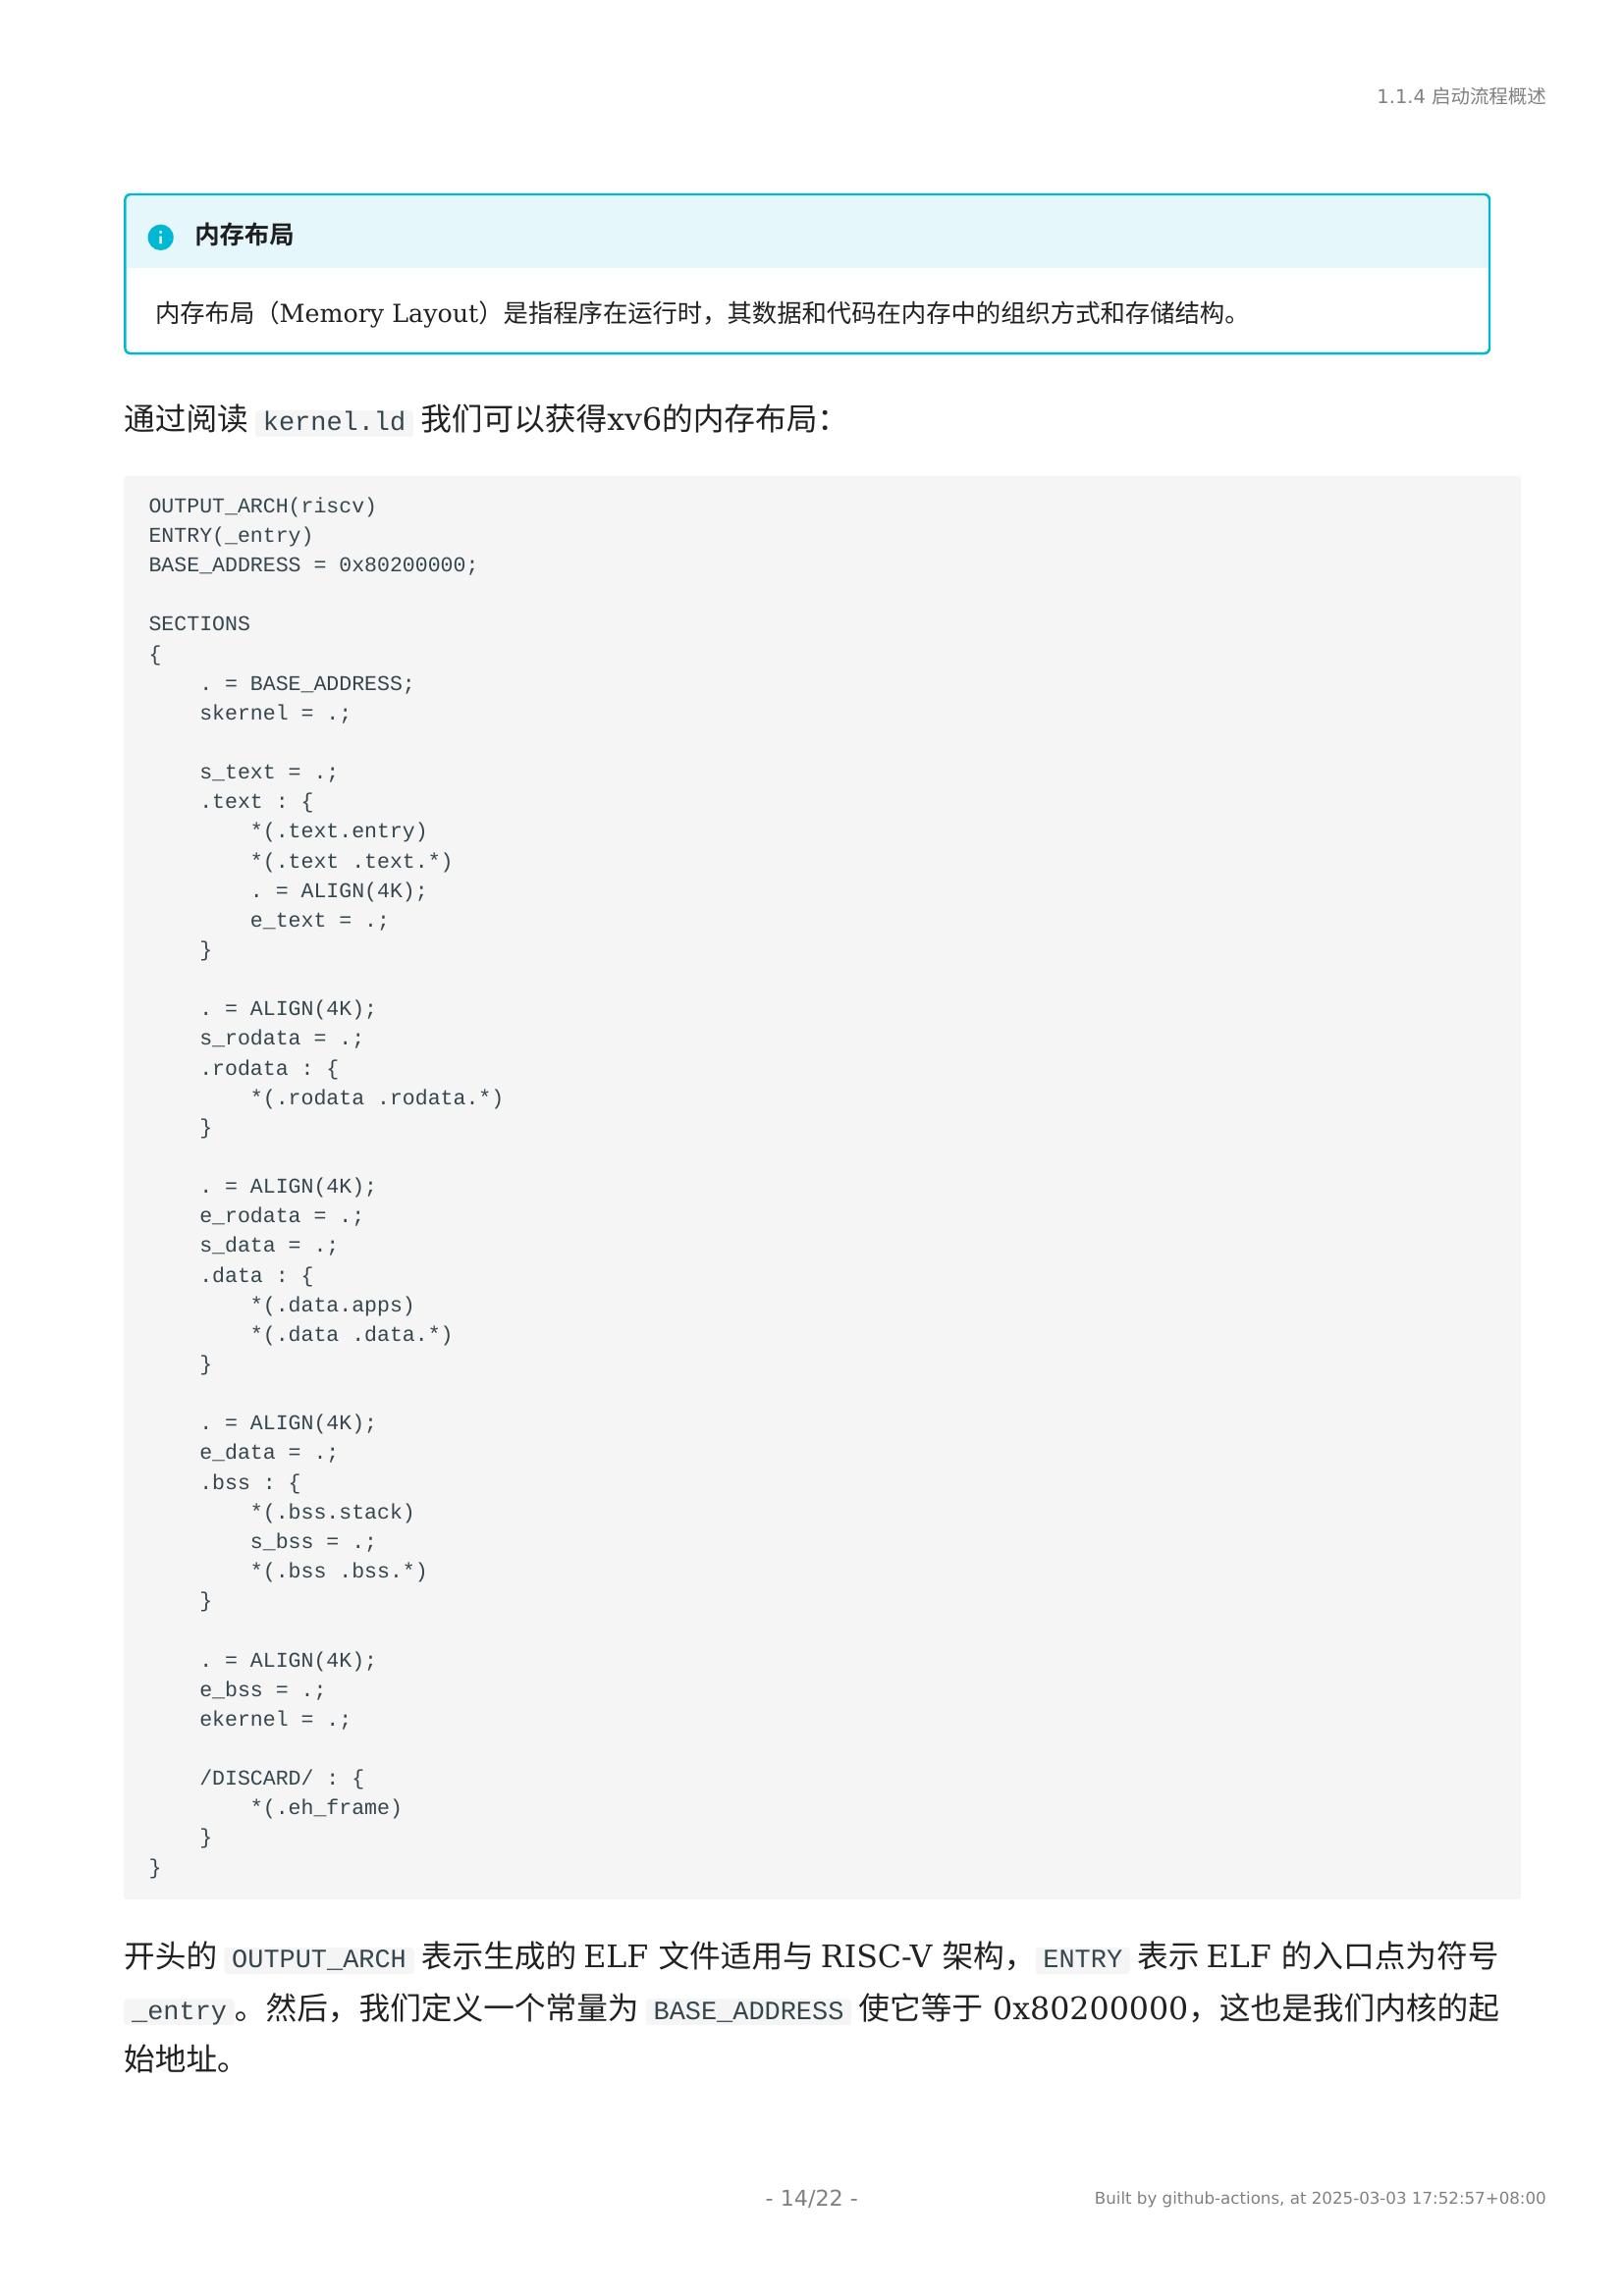 1.1.4 启动流程概述
内存布局
内存布局（Memory Layout）是指程序在运行时，其数据和代码在内存中的组织方式和存储结构。
通过阅读 kernel.ld 我们可以获得xv6的内存布局：
OUTPUT_ARCH(riscv)
ENTRY(_entry)
BASE_ADDRESS = 0x80200000;

SECTIONS
{
    . = BASE_ADDRESS;
    skernel = .;

    s_text = .;
    .text : {
        *(.text.entry)
        *(.text .text.*)
        . = ALIGN(4K);
        e_text = .;
    }

    . = ALIGN(4K);
    s_rodata = .;
    .rodata : {
        *(.rodata .rodata.*)
    }

    . = ALIGN(4K);
    e_rodata = .;
    s_data = .;
    .data : {
        *(.data.apps)
        *(.data .data.*)
    }

    . = ALIGN(4K);
    e_data = .;
    .bss : {
        *(.bss.stack)
        s_bss = .;
        *(.bss .bss.*)
    }

    . = ALIGN(4K);
    e_bss = .;
    ekernel = .;

    /DISCARD/ : {
        *(.eh_frame)
    }
}
开头的 OUTPUT_ARCH 表示生成的 ELF 文件适用与 RISC-V 架构，ENTRY 表示 ELF 的入口点为符号
_entry。然后，我们定义一个常量为 BASE_ADDRESS 使它等于 0x80200000，这也是我们内核的起
始地址。
- 14/22 -
Built by github-actions, at 2025-03-03 17:52:57+08:00